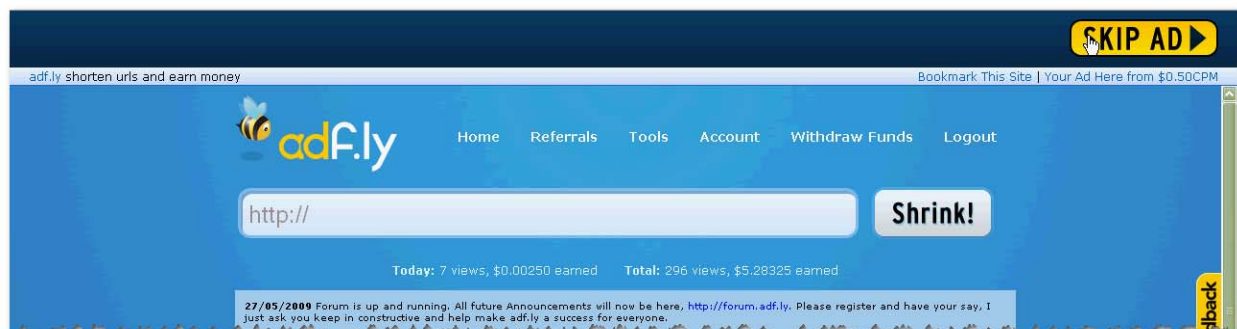 SKIP AD
adf.ly shorten urls and earn money
Bookmark This Site | Your Ad Here from $0.50CPM
adf.ly
Home Referrals Tools Account Withdraw Funds Logout
http://
Shrink!
Today: 7 views, $0.00250 earned Total: 296 views, $5.28325 earned
27/05/2009 Forum is up and running. All future Announcements will now be here, http://forum.adf.ly. Please register and have your say, I
just ask you keep in constructive and help make adf.ly a success for everyone.